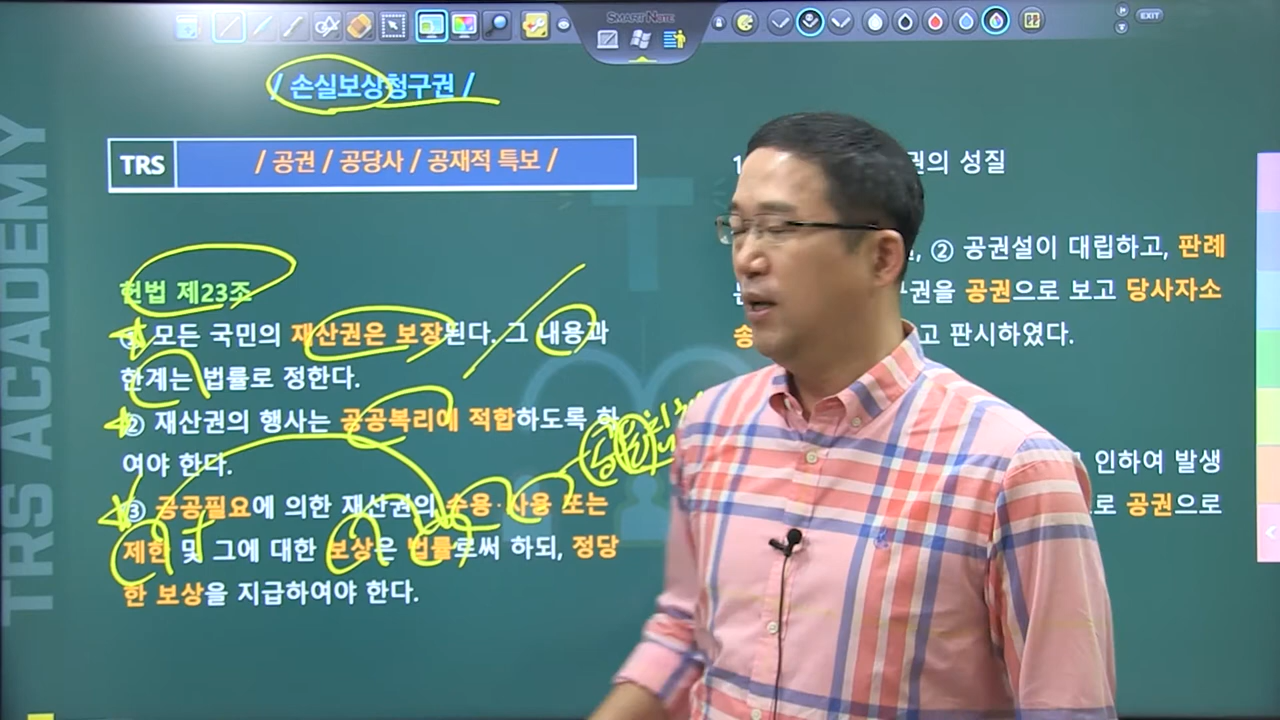 SMART NOTE
EXIT
/ 손실보상청구권 /
TRS
/ 공권 / 공당사 / 공재적 특보 /
헌법 제23조
① 모든 국민의 재산권은 보장된다. 그 내용과
한계는 법률로 정한다.
② 재산권의 행사는 공공복리에 적합하도록 하
여야 한다.
③ 공공필요에 의한 재산권의 수용·사용 또는
제한 및 그에 대한 보상은 법률로써 하되, 정당
한 보상을 지급하여야 한다.
권의 성질
② 공권설이 대립하고, 판례
구권을 공권으로 보고 당사자소
송
고 판시하였다.
인하여 발생
로 공권으로
TRS ACADEMY